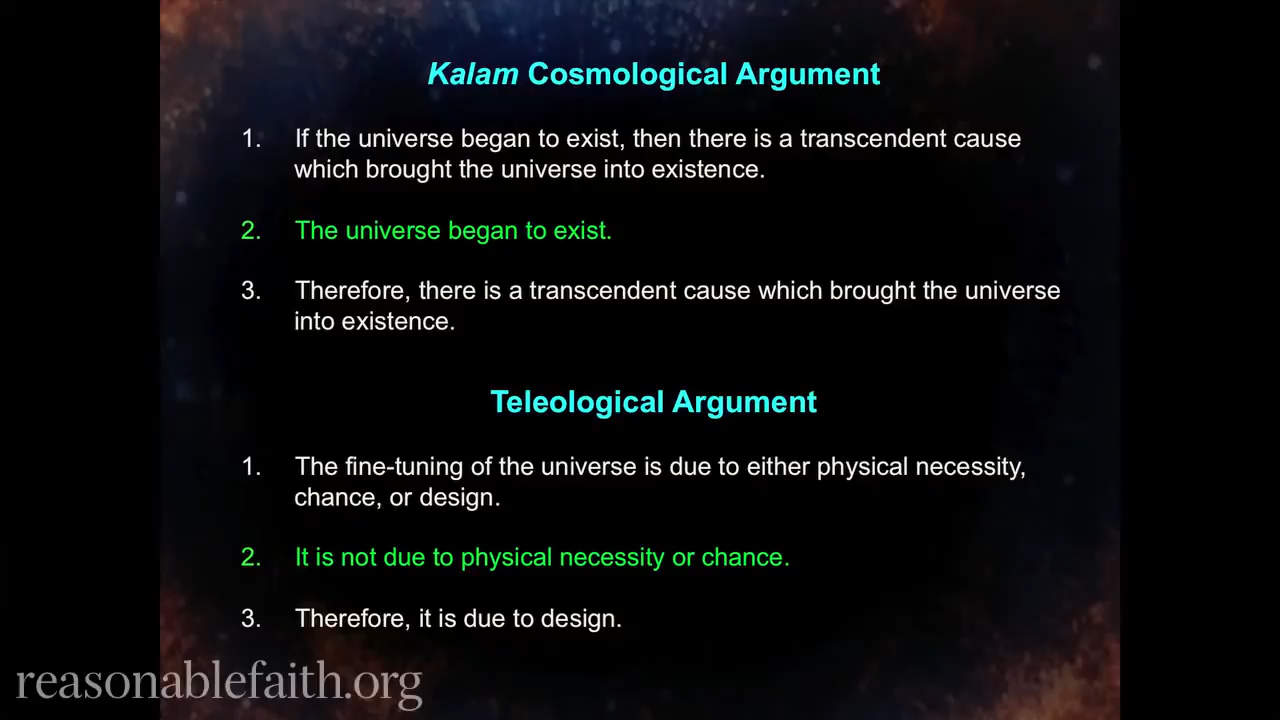 Kalam Cosmological Argument
1. If the universe began to exist, then there is a transcendent cause
which brought the universe into existence.
2. The universe began to exist.
3. Therefore, there is a transcendent cause which brought the universe
into existence.
Teleological Argument
1. The fine-tuning of the universe is due to either physical necessity,
chance, or design.
2. It is not due to physical necessity or chance.
3. Therefore, it is due to design.
reasonablefaith.org